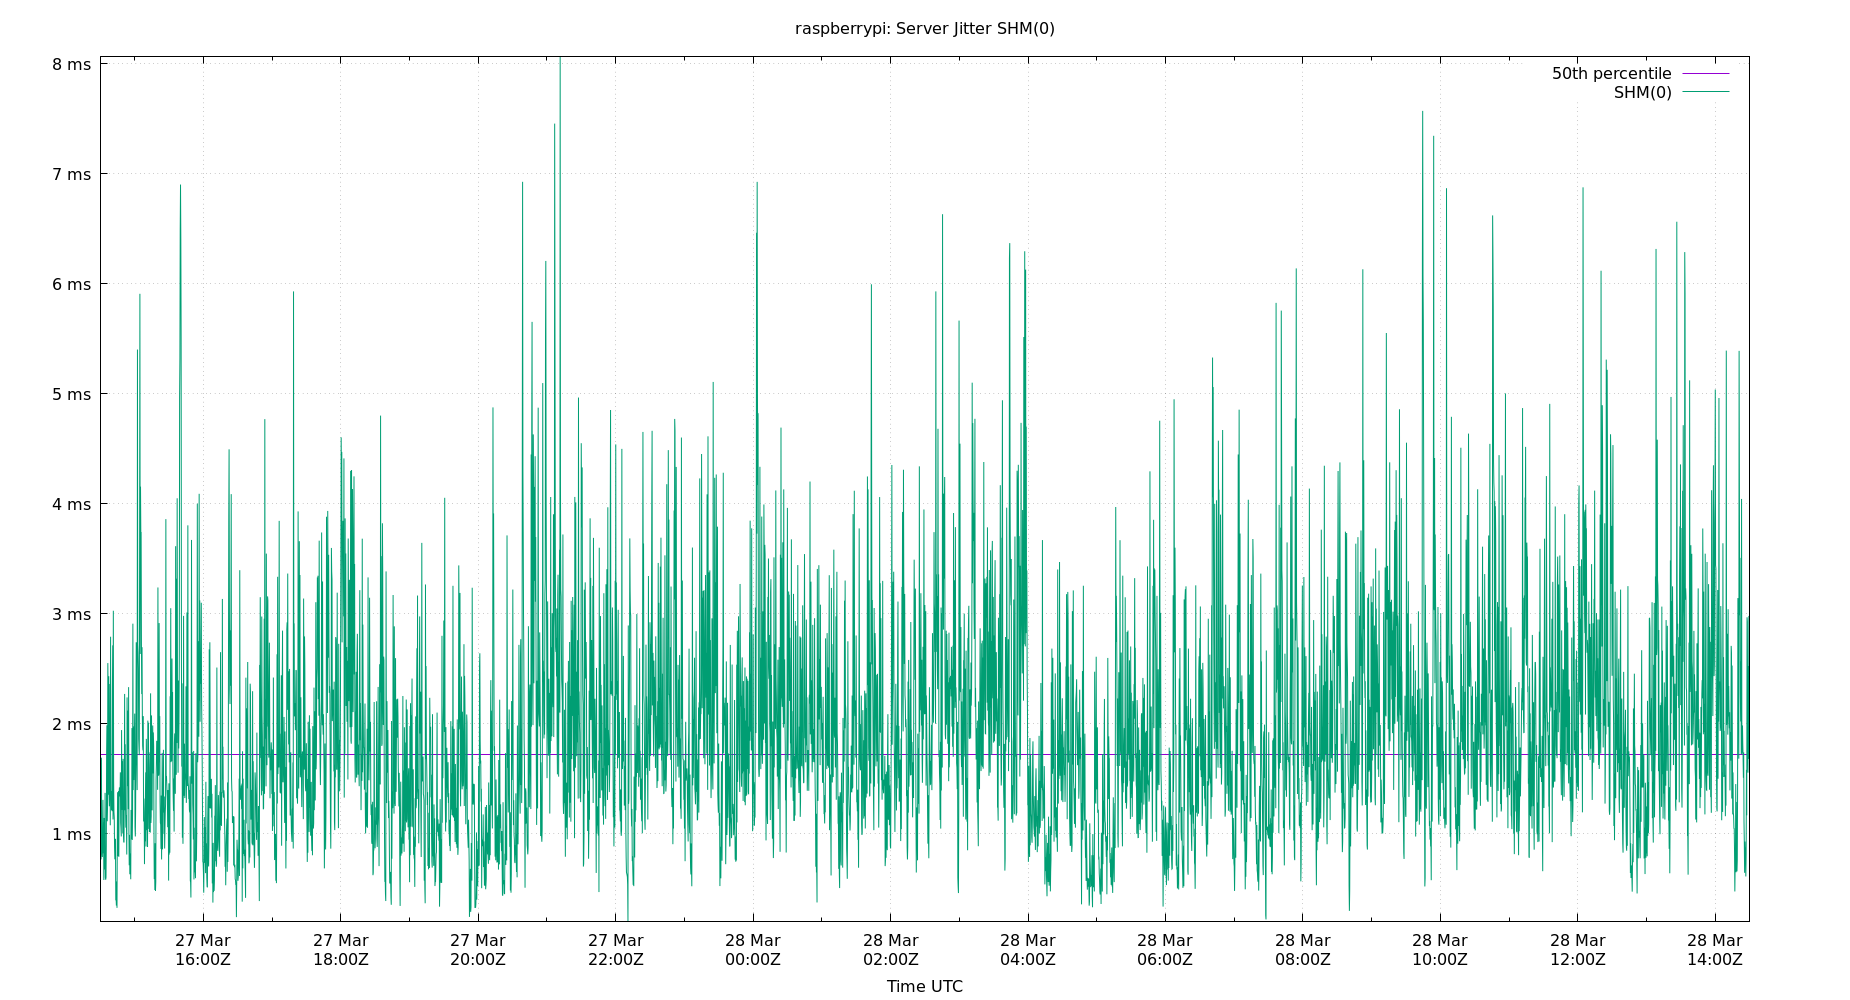 raspberrypi: Server Jitter SHM(0)
50th percentile
SHM(0)
8 ms
7 ms
6 ms
5 ms
4 ms
3 ms
2 ms
1 ms
27 Mar 27 Mar 27 Mar 27 Mar 28 Mar 28 Mar 28 Mar 28 Mar 28 Mar 28 Mar 28 Mar 28 Mar
16:00Z 18:00Z 20:00Z 22:00Z 00:00Z 02:00Z 04:00Z 06:00Z 08:00Z 10:00Z 12:00Z 14:00Z
Time UTC